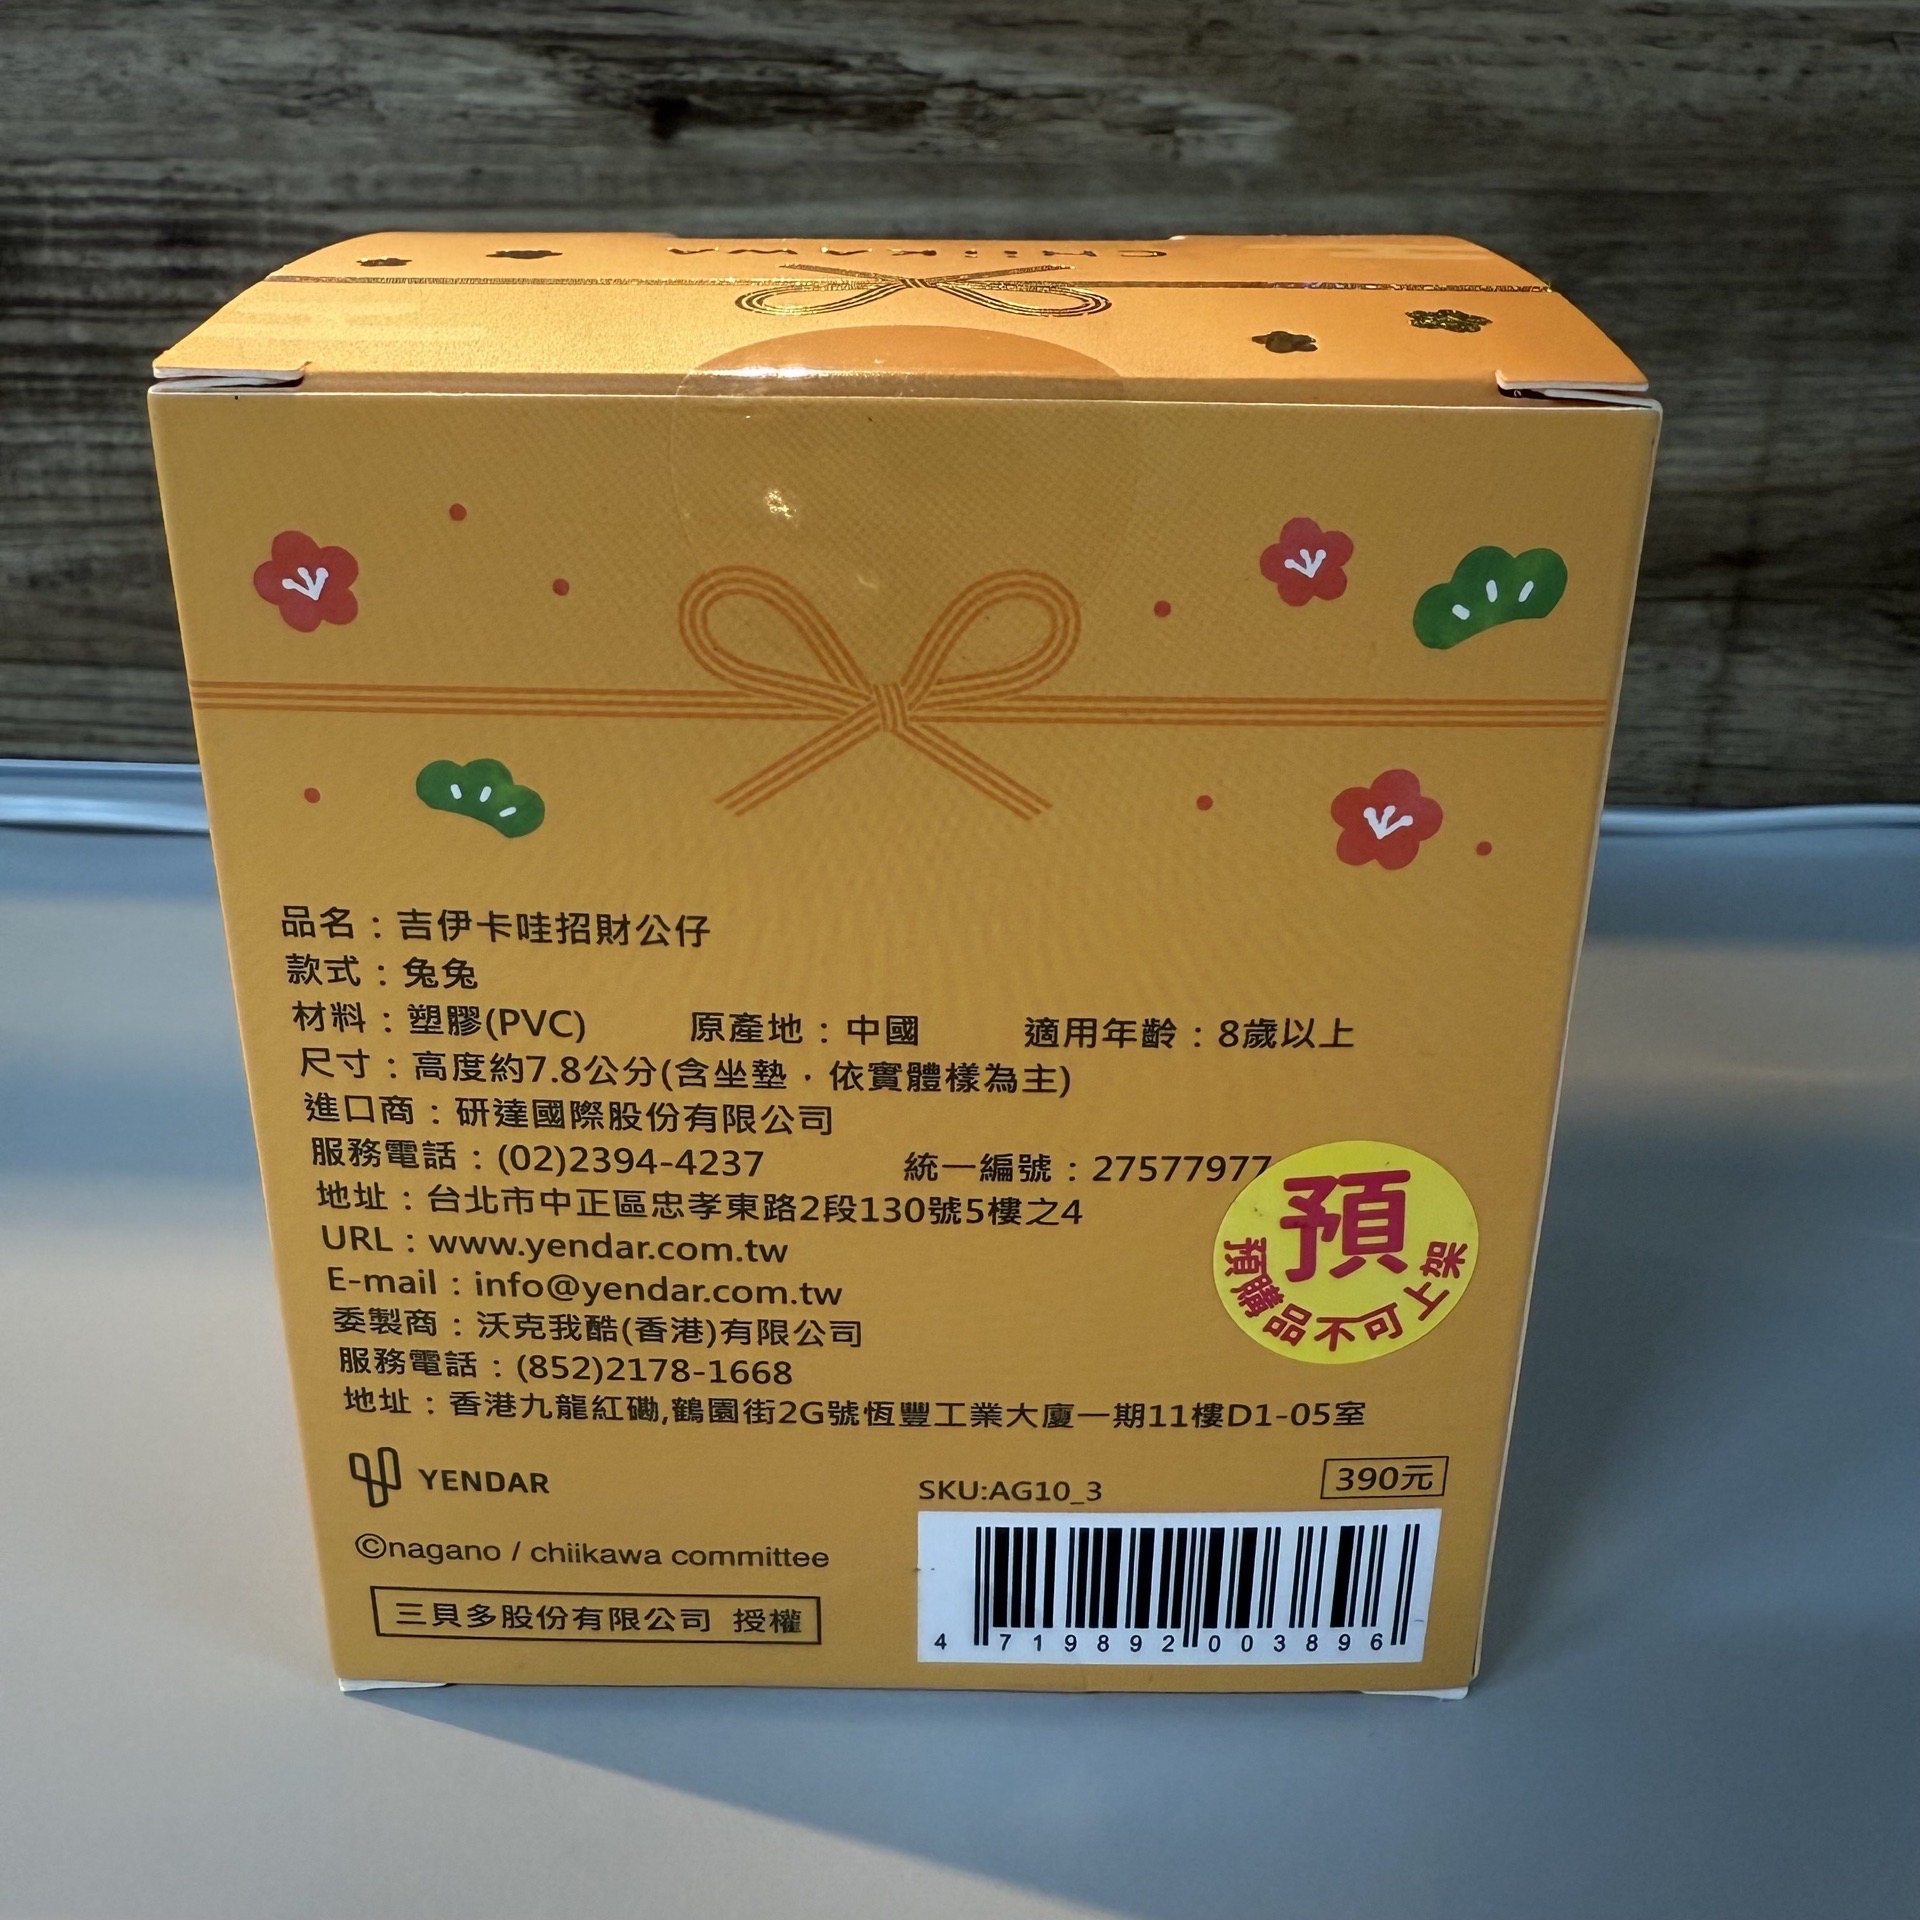 CHIIKAWA
品名：吉伊卡哇招財公仔
款式：兔兔
材料：塑膠(PVC) 原產地：中國 適用年齡：8歲以上
尺寸：高度約7.8公分(含坐墊，依實體樣為主)
進口商：研達國際股份有限公司
服務電話：(02)2394-4237 統一編號：27577977
地址：台北市中正區忠孝東路2段130號5樓之4
URL：www.yendar.com.tw
E-mail：info@yendar.com.tw
委製商：沃克我酷(香港)有限公司
服務電話：(852)2178-1668
地址：香港九龍紅磡,鶴園街2G號恆豐工業大廈一期11樓D1-05室
預
預購品不可上架
YENDAR
SKU:AG10_3
390元
©nagano / chiikawa committee
三貝多股份有限公司 授權
4 719892 003896